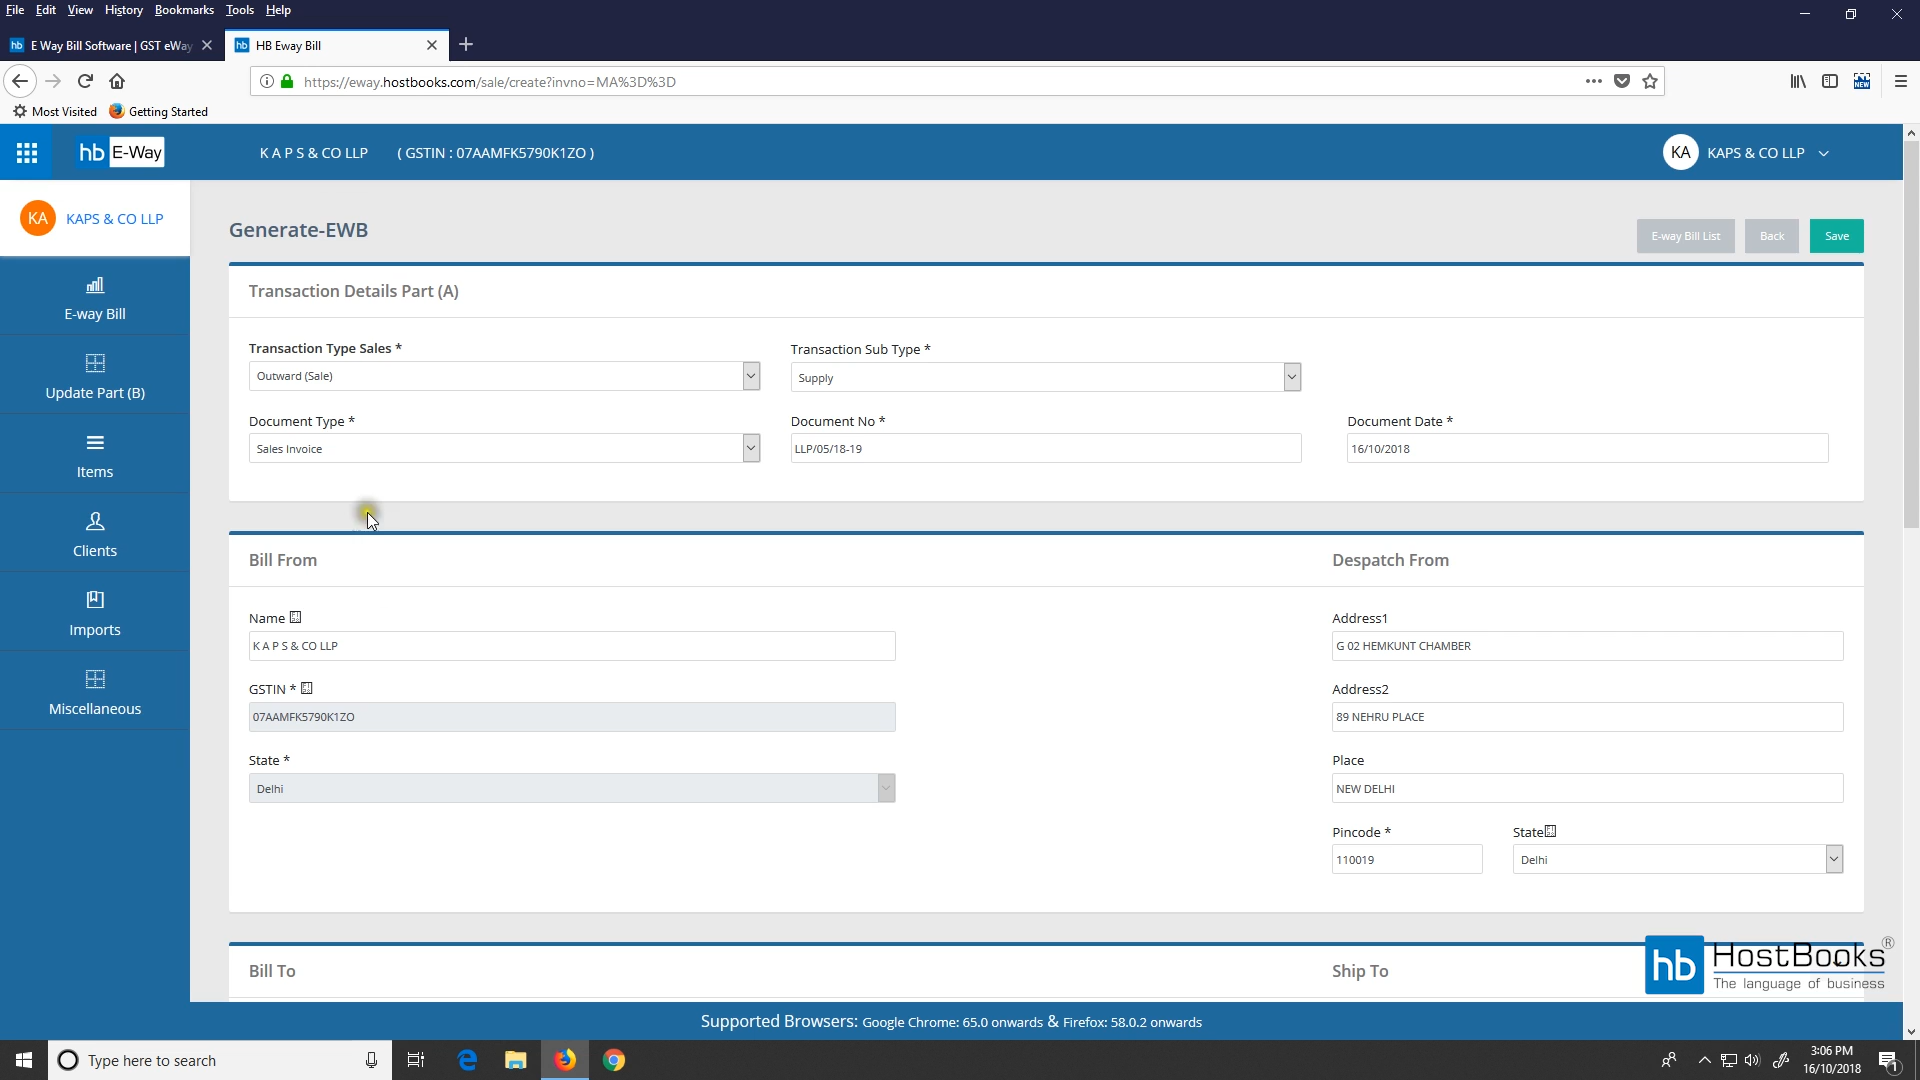 File Edit View History Bookmarks Tools Help
hb E Way Bill Software | GST eWay
hb HB Eway Bill
https://eway.hostbooks.com/sale/create?invno=MA%3D%3D
NEW
Most Visited Getting Started
hb E-Way K A P S & CO LLP ( GSTIN : 07AAMFK5790K1ZO ) KA KAPS & CO LLP
KA KAPS & CO LLP
E-way Bill
Update Part (B)
Items
Clients
Imports
Miscellaneous
Generate-EWB
E-way Bill List Back Save
Transaction Details Part (A)
Transaction Type Sales * Transaction Sub Type *
Outward (Sale) Supply
Document Type * Document No * Document Date *
Sales Invoice LLP/05/18-19 16/10/2018
Bill From Despatch From
Name Address1
K A P S & CO LLP G 02 HEMKUNT CHAMBER
GSTIN * Address2
07AAMFK5790K1ZO 89 NEHRU PLACE
State * Place
Delhi NEW DELHI
Pincode * State
110019 Delhi
Bill To Ship To
hb HostBooks ®
The language of business
Supported Browsers: Google Chrome: 65.0 onwards & Firefox: 58.0.2 onwards
Type here to search
3:06 PM
16/10/2018
1